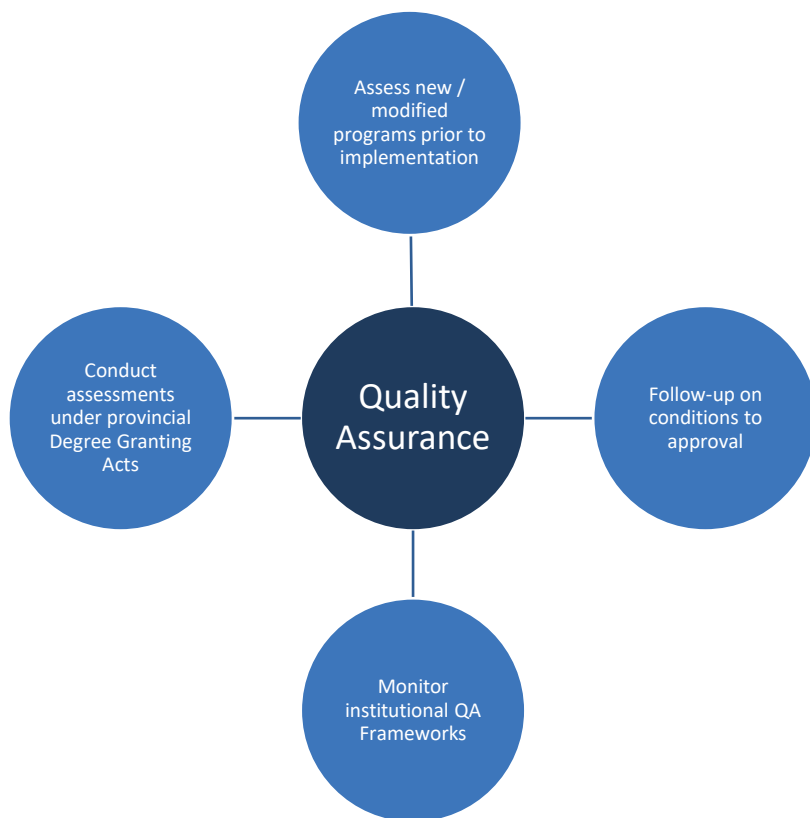 Assess new /
modified
programs prior to
implementation
Conduct
assessments
under provincial
Degree Granting
Acts
Quality
Assurance
Follow-up on
conditions to
approval
Monitor
institutional QA
Frameworks